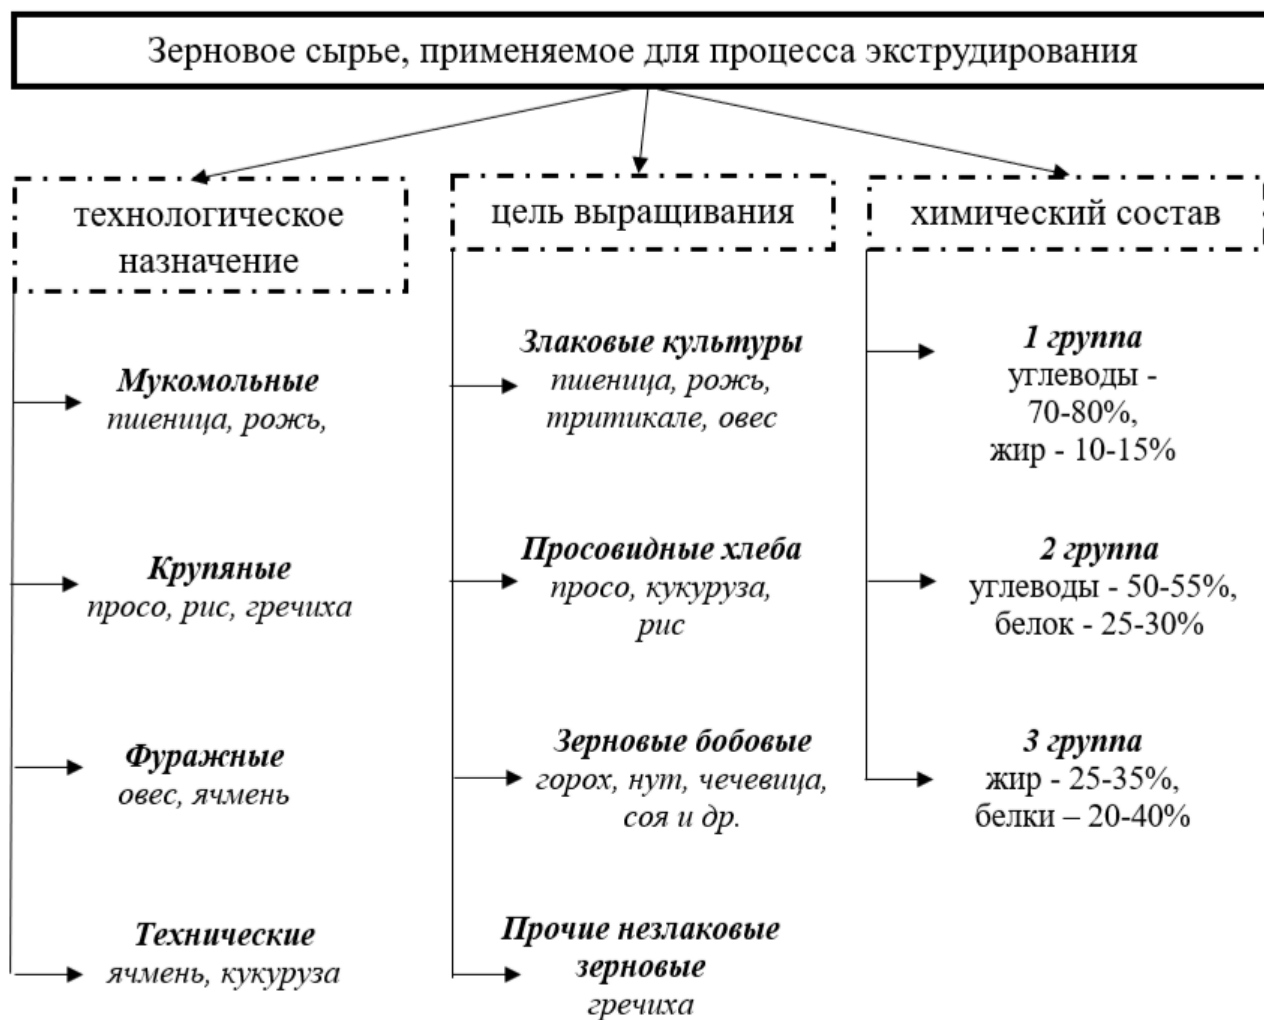 Зерновое сырье, применяемое для процесса экструдирования
технологическое
назначение
Мукомольные
пшеница, рожь,
Крупяные
просо, рис, гречиха
Фуражные
овес, ячмень
Технические
ячмень, кукуруза
цель выращивания
Злаковые культуры
пшеница, рожь,
тритикале, овес
Просовидные хлеба
просо, кукуруза,
рис
Зерновые бобовые
горох, нут, чечевица,
соя и др.
Прочие незлаковые
зерновые
гречиха
химический состав
1 группа
углеводы -
70-80%,
жир - 10-15%
2 группа
углеводы - 50-55%,
белок - 25-30%
3 группа
жир - 25-35%,
белки – 20-40%